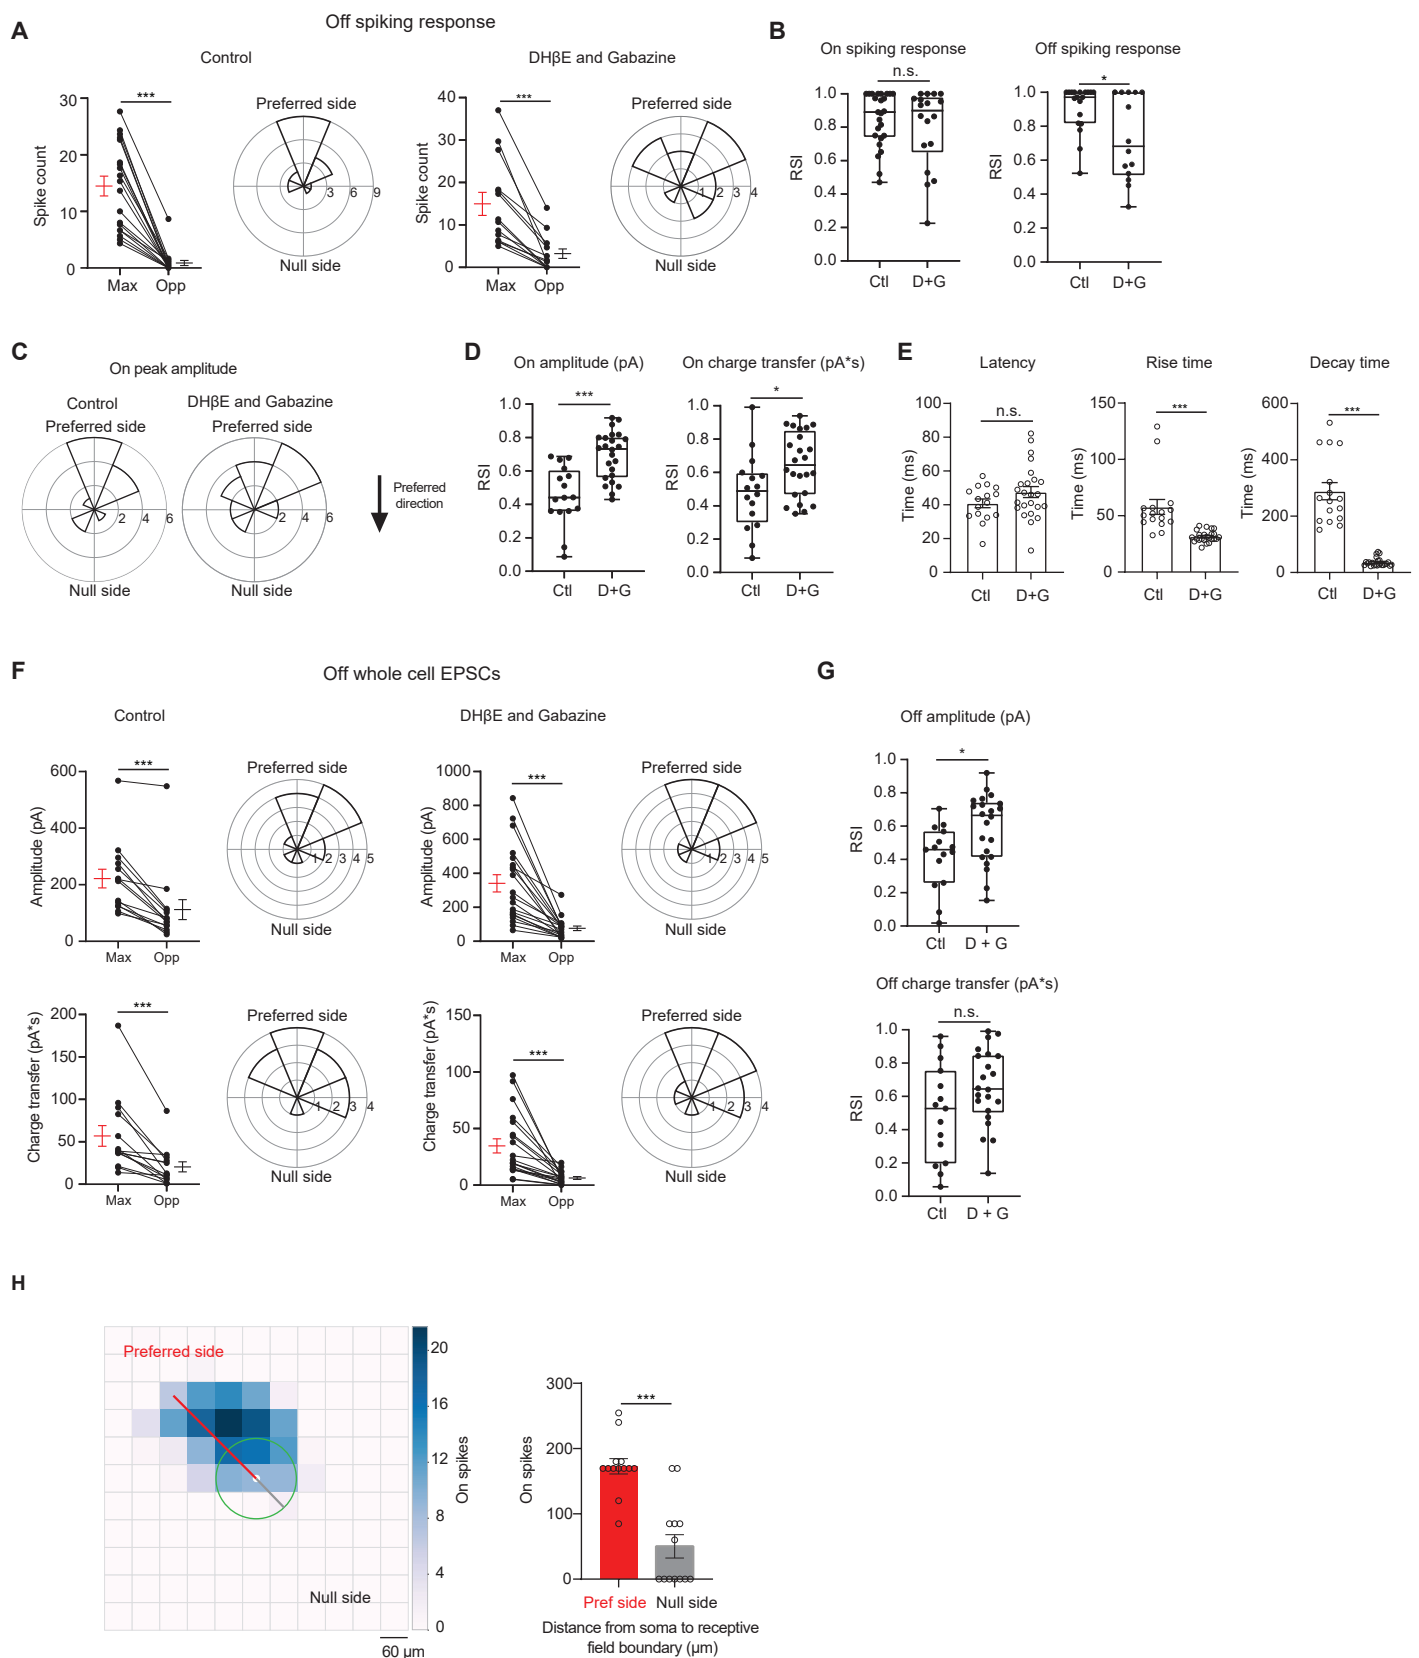 Off spiking response
A
Control
DHβE and Gabazine
Spike count
30
20
10
0
***
Max
Opp
Preferred side
3 6 9
Null side
Spike count
40
30
20
10
0
***
Max
Opp
Preferred side
1 2 3 4
Null side
B
On spiking response
n.s.
RSI
1.0
0.8
0.6
0.4
0.2
0.0
Ctl
D+G
Off spiking response
*
RSI
1.0
0.8
0.6
0.4
0.2
0.0
Ctl
D+G
C
On peak amplitude
Control
Preferred side
2 4 6
Null side
DHβE and Gabazine
Preferred side
2 4 6
Null side
Preferred
direction
D
On amplitude (pA)
***
RSI
1.0
0.8
0.6
0.4
0.2
0.0
Ctl
D+G
On charge transfer (pA*s)
*
RSI
1.0
0.8
0.6
0.4
0.2
0.0
Ctl
D+G
E
Latency
n.s.
Time (ms)
100
80
60
40
20
0
Ctl
D+G
Rise time
***
Time (ms)
150
100
50
0
Ctl
D+G
Decay time
***
Time (ms)
600
400
200
0
Ctl
D+G
F
Off whole cell EPSCs
Control
DHβE and Gabazine
Amplitude (pA)
600
400
200
0
***
Max
Opp
Preferred side
1 2 3 4 5
Null side
Amplitude (pA)
1000
800
600
400
200
0
***
Max
Opp
Preferred side
1 2 3 4 5
Null side
Charge transfer (pA*s)
200
150
100
50
0
***
Max
Opp
Preferred side
1 2 3 4
Null side
Charge transfer (pA*s)
150
100
50
0
***
Max
Opp
Preferred side
1 2 3 4
Null side
G
Off amplitude (pA)
*
RSI
1.0
0.8
0.6
0.4
0.2
0.0
Ctl
D + G
Off charge transfer (pA*s)
n.s.
RSI
1.0
0.8
0.6
0.4
0.2
0.0
Ctl
D + G
H
Preferred side
Null side
60 µm
20
16
12
8
4
0
On spikes
On spikes
300
200
100
0
***
Pref side
Null side
Distance from soma to receptive
field boundary (µm)